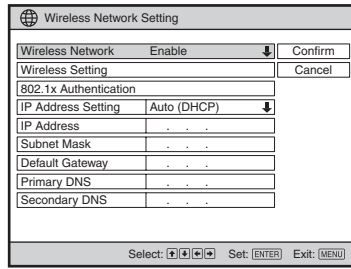 Wireless Network Setting
Wireless Network Enable Confirm
Wireless Setting Cancel
802.1x Authentication
IP Address Setting Auto (DHCP)
IP Address . . .
Subnet Mask . . .
Default Gateway . . .
Primary DNS . . .
Secondary DNS . . .
Select: Set: ENTER Exit: MENU